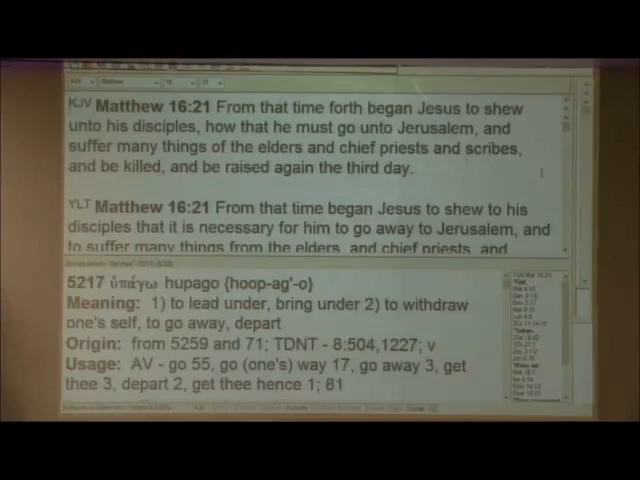 KJV Matthew 16:21 From that time forth began Jesus to shew
unto his disciples, how that he must go unto Jerusalem, and
suffer many things of the elders and chief priests and scribes,
and be killed, and be raised again the third day.
YLT Matthew 16:21 From that time began Jesus to shew to his
disciples that it is necessary for him to go away to Jerusalem, and
to suffer many things from the elders, and chief priests, and
5217 ὑπάγω hupago {hoop-ag'-o}
Meaning: 1) to lead under, bring under 2) to withdraw
one's self, to go away, depart
Origin: from 5259 and 71; TDNT - 8:504,1227; v
Usage: AV - go 55, go (one's) way 17, go away 3, get
thee 3, depart 2, get thee hence 1; 81